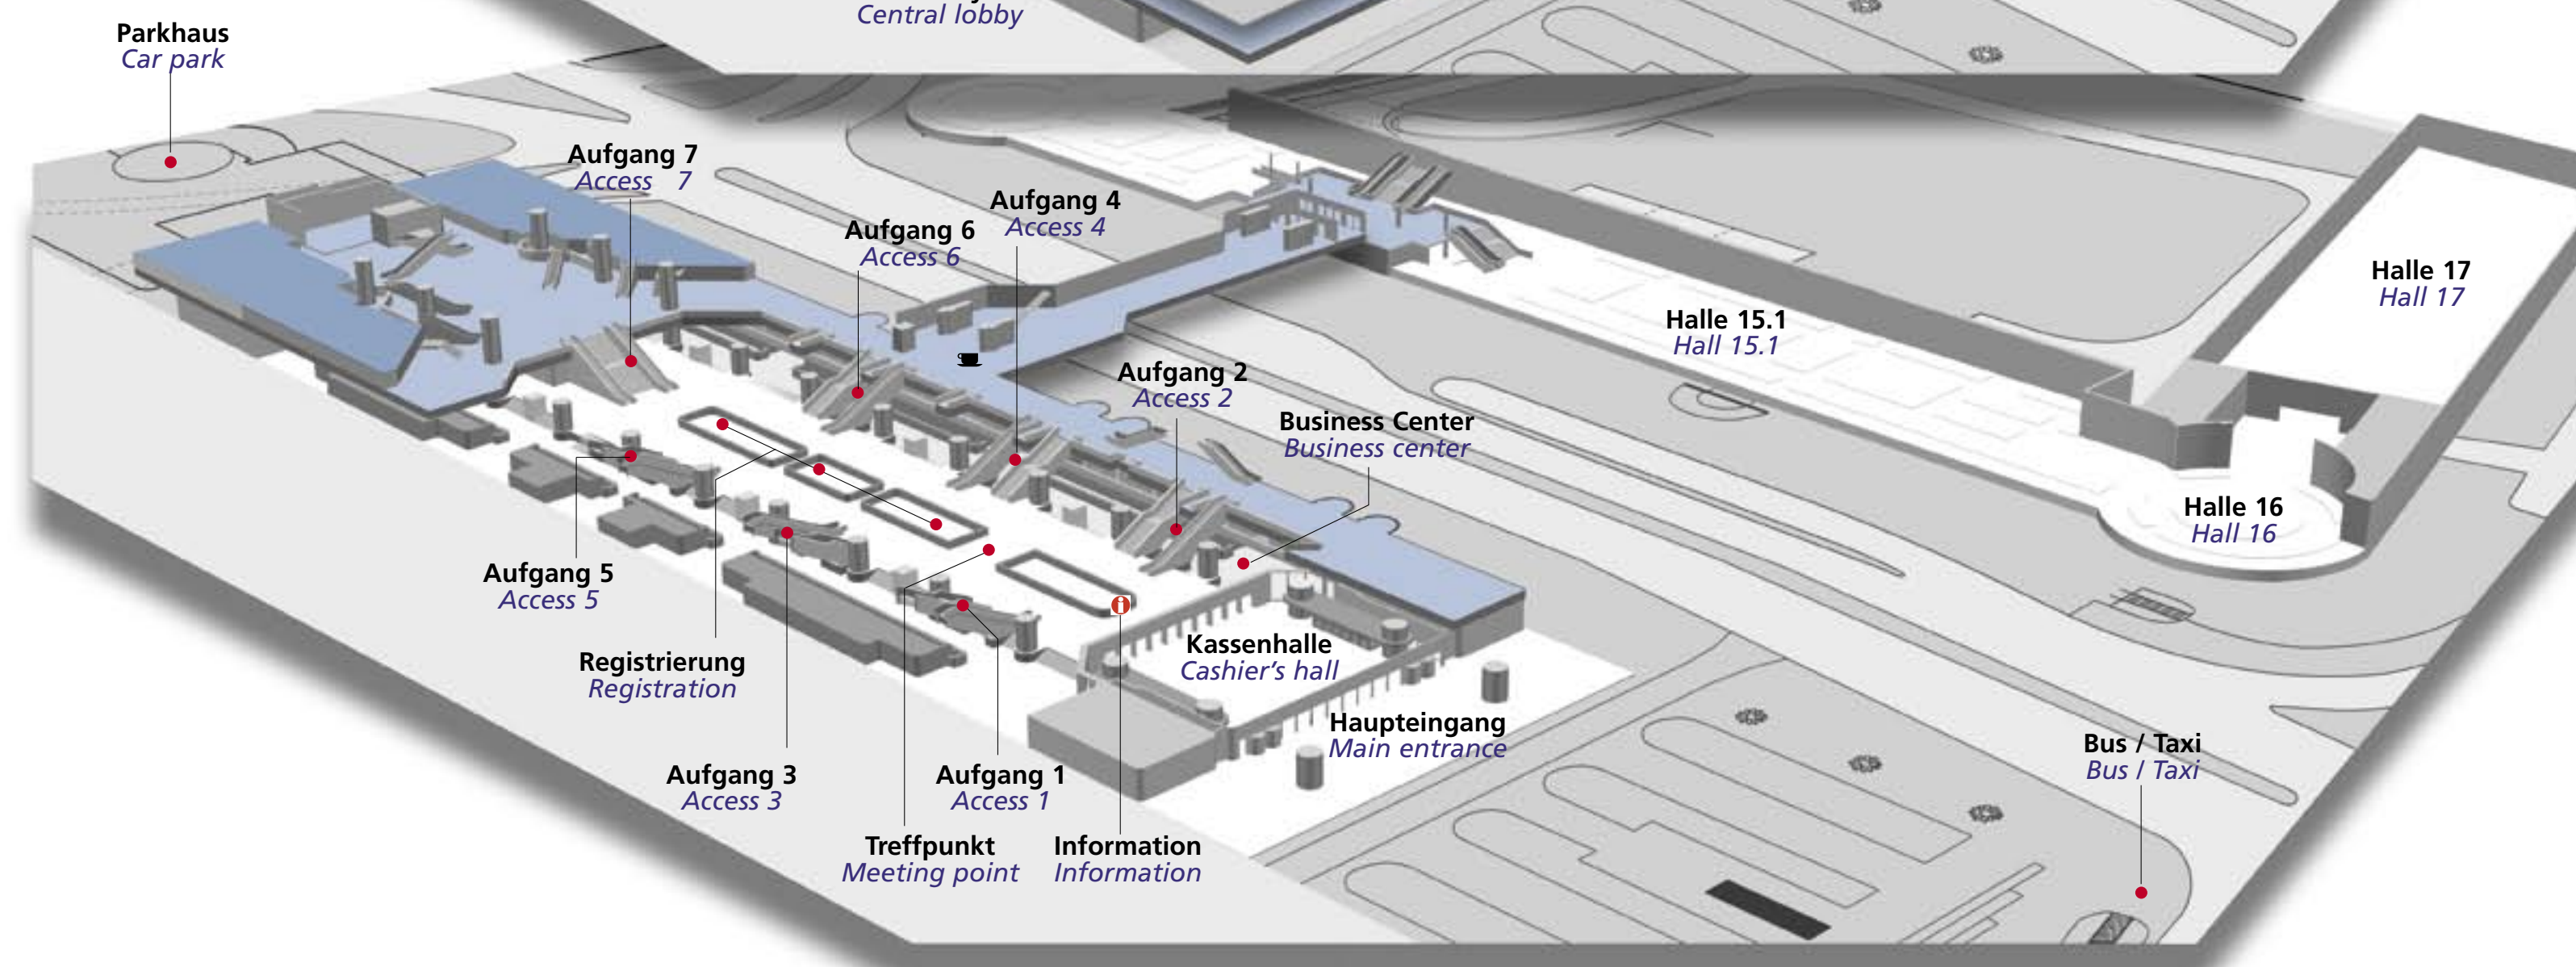 Central lobby
Parkhaus
Car park
Aufgang 7
Access 7
Aufgang 6
Access 6
Aufgang 4
Access 4
Aufgang 2
Access 2
Business Center
Business center
Halle 15.1
Hall 15.1
Halle 17
Hall 17
Halle 16
Hall 16
Aufgang 5
Access 5
Registrierung
Registration
Aufgang 3
Access 3
Aufgang 1
Access 1
Treffpunkt
Meeting point
i
Information
Information
Kassenhalle
Cashier’s hall
Haupteingang
Main entrance
Bus / Taxi
Bus / Taxi